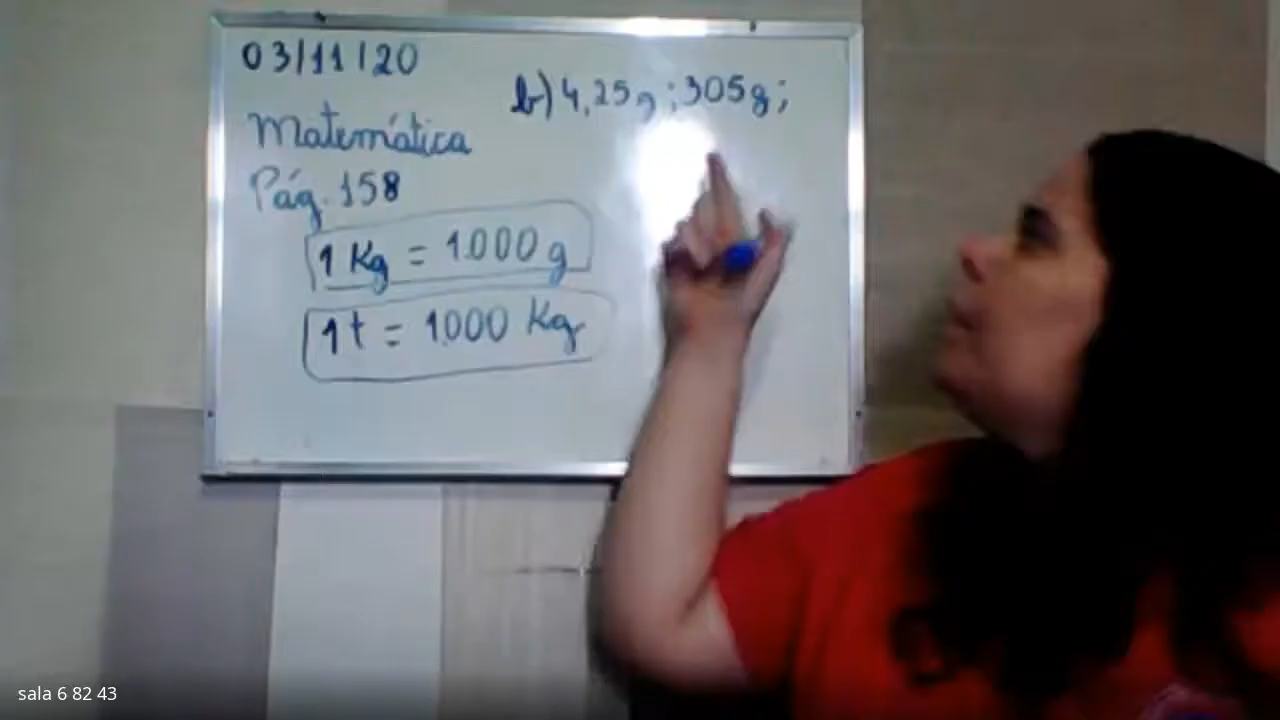 03/11/20
Matemática
Pág. 158
1 Kg = 1.000 g
1 t = 1.000 Kg
b) 4,25g ; 305g ;
sala 6 82 43